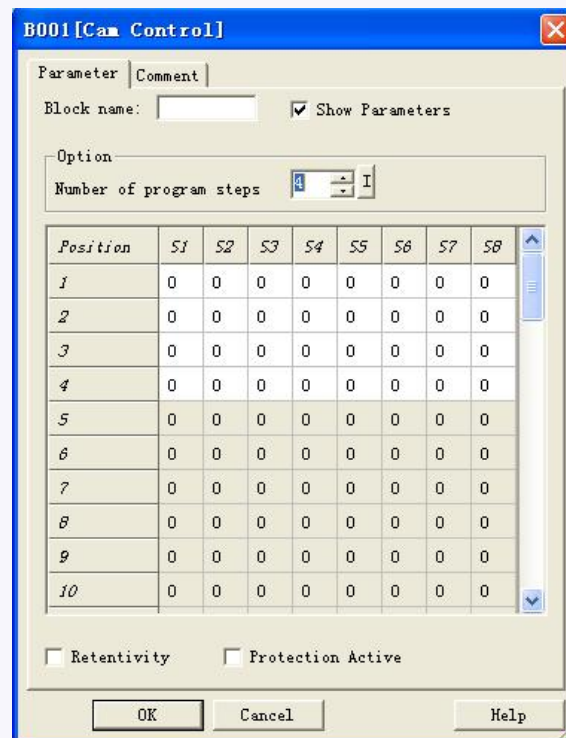 B001[Cam Control]
Parameter Comment
Block name: Show Parameters
Option
Number of program steps 4 I
Position S1 S2 S3 S4 S5 S6 S7 S8
1 0 0 0 0 0 0 0 0
2 0 0 0 0 0 0 0 0
3 0 0 0 0 0 0 0 0
4 0 0 0 0 0 0 0 0
5 0 0 0 0 0 0 0 0
6 0 0 0 0 0 0 0 0
7 0 0 0 0 0 0 0 0
8 0 0 0 0 0 0 0 0
9 0 0 0 0 0 0 0 0
10 0 0 0 0 0 0 0 0
Retentivity Protection Active
OK Cancel Help